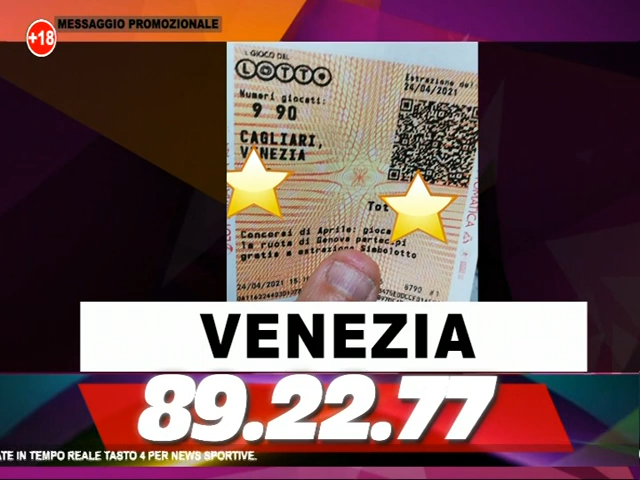 +18
MESSAGGIO PROMOZIONALE
IL GIOCO DEL
LOTTO
Estrazione del
24/04/2021
Numeri giocati:
9 90
CAGLIARI,
VENEZIA
Tot
Concorsi di Aprile: gioca
la ruota di Genova partecipi
gratis a estrazione Simbolotto
24/04/2021
VENEZIA
89.22.77
ATE IN TEMPO REALE TASTO 4 PER NEWS SPORTIVE.